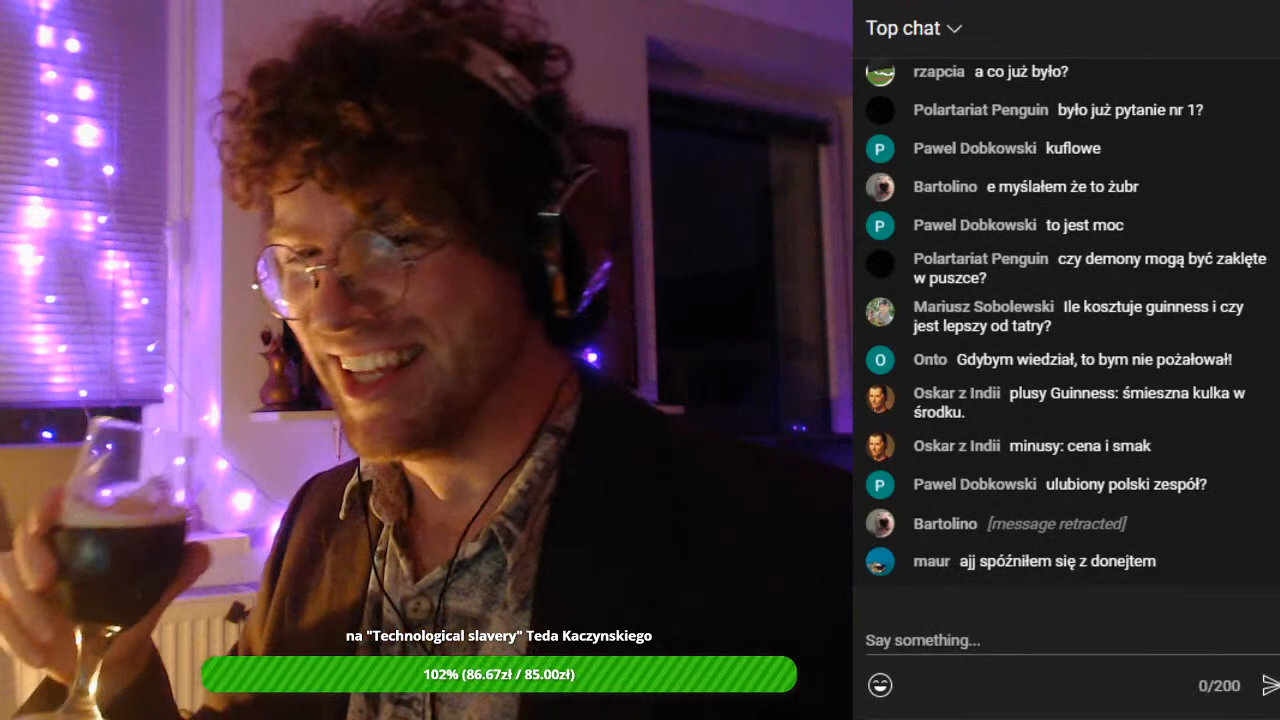 Top chat
rzapcia a co już było?
Polartariat Penguin było już pytanie nr 1?
P Pawel Dobkowski kuflowe
Bartolino e myślałem że to żubr
P Pawel Dobkowski to jest moc
Polartariat Penguin czy demony mogą być zaklęte
w puszce?
Mariusz Sobolewski Ile kosztuje guinness i czy
jest lepszy od tatry?
O Onto Gdybym wiedział, to bym nie pożałował!
Oskar z Indii plusy Guinness: śmieszna kulka w
środku.
Oskar z Indii minusy: cena i smak
P Pawel Dobkowski ulubiony polski zespół?
Bartolino [message retracted]
maur ajj spóźniłem się z donejtem
Say something...
0/200
na "Technological slavery" Teda Kaczynskiego
102% (86.67zł / 85.00zł)